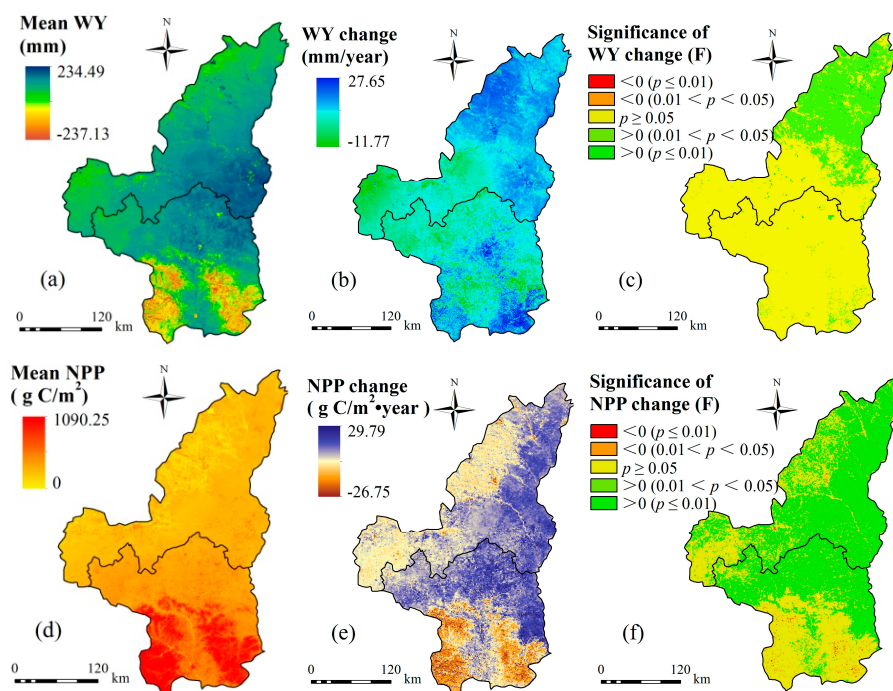 Mean WY
(mm)
234.49
-237.13
N
(a)
0
120
km
WY change
(mm/year)
27.65
-11.77
N
(b)
0
120
km
Significance of
WY change (F)
<0 (p ≤ 0.01)
<0 (0.01 < p < 0.05)
p ≥ 0.05
>0 (0.01 < p < 0.05)
>0 (p ≤ 0.01)
N
(c)
0
120
km
Mean NPP
( g C/m²)
1090.25
0
N
(d)
0
120
km
NPP change
( g C/m²•year )
29.79
-26.75
N
(e)
0
120
km
Significance of
NPP change (F)
<0 (p ≤ 0.01)
<0 (0.01 < p < 0.05)
p ≥ 0.05
>0 (0.01 < p < 0.05)
>0 (p ≤ 0.01)
N
(f)
0
120
km